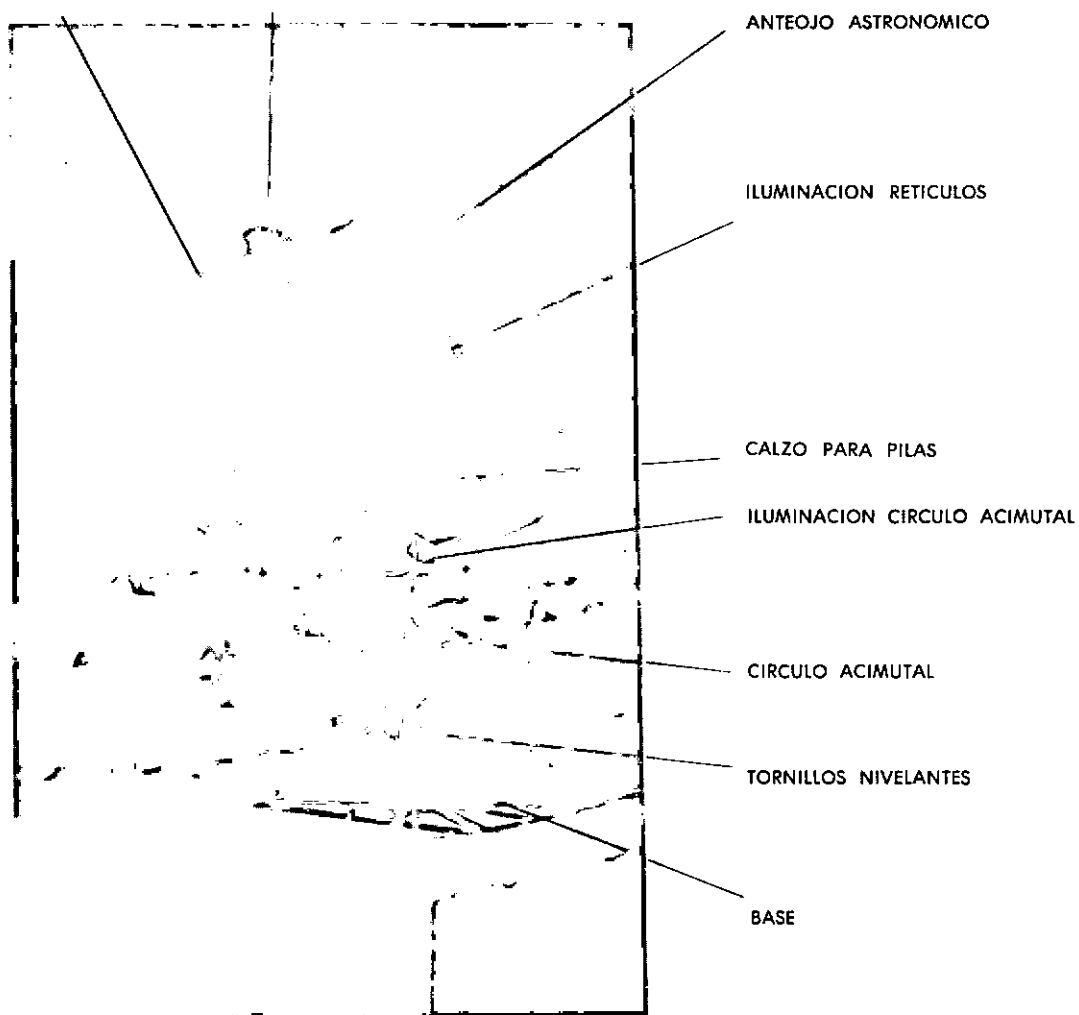 ANTEOJO ASTRONOMICO
ILUMINACION RETICULOS
CALZO PARA PILAS
ILUMINACION CIRCULO ACIMUTAL
CIRCULO ACIMUTAL
TORNILLOS NIVELANTES
BASE